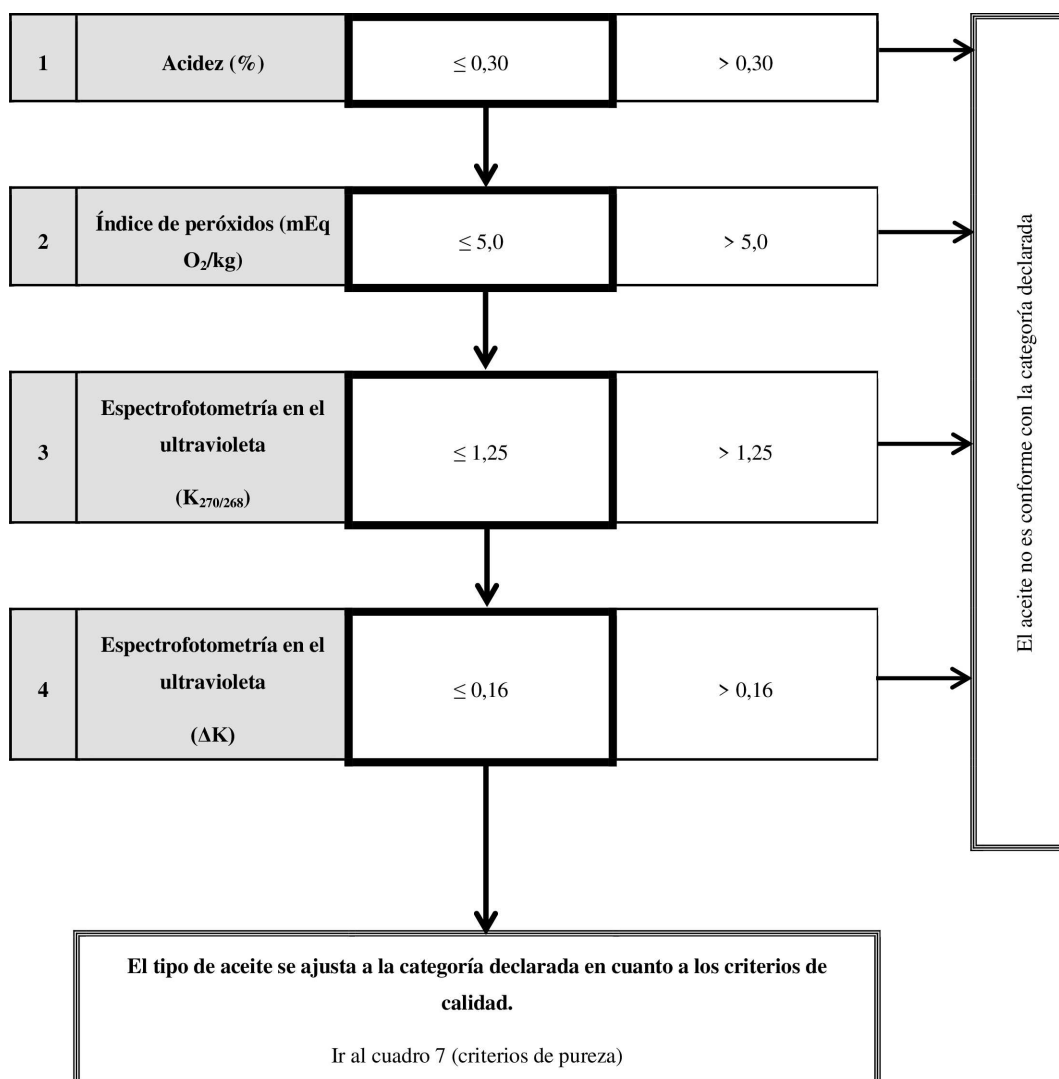 1
Acidez (%)
≤ 0,30
> 0,30
2
Índice de peróxidos (mEq
O₂/kg)
≤ 5,0
> 5,0
3
Espectrofotometría en el
ultravioleta
(K₂₇₀/₂₆₈)
≤ 1,25
> 1,25
4
Espectrofotometría en el
ultravioleta
(ΔK)
≤ 0,16
> 0,16
El aceite no es conforme con la categoría declarada
El tipo de aceite se ajusta a la categoría declarada en cuanto a los criterios de
calidad.
Ir al cuadro 7 (criterios de pureza)